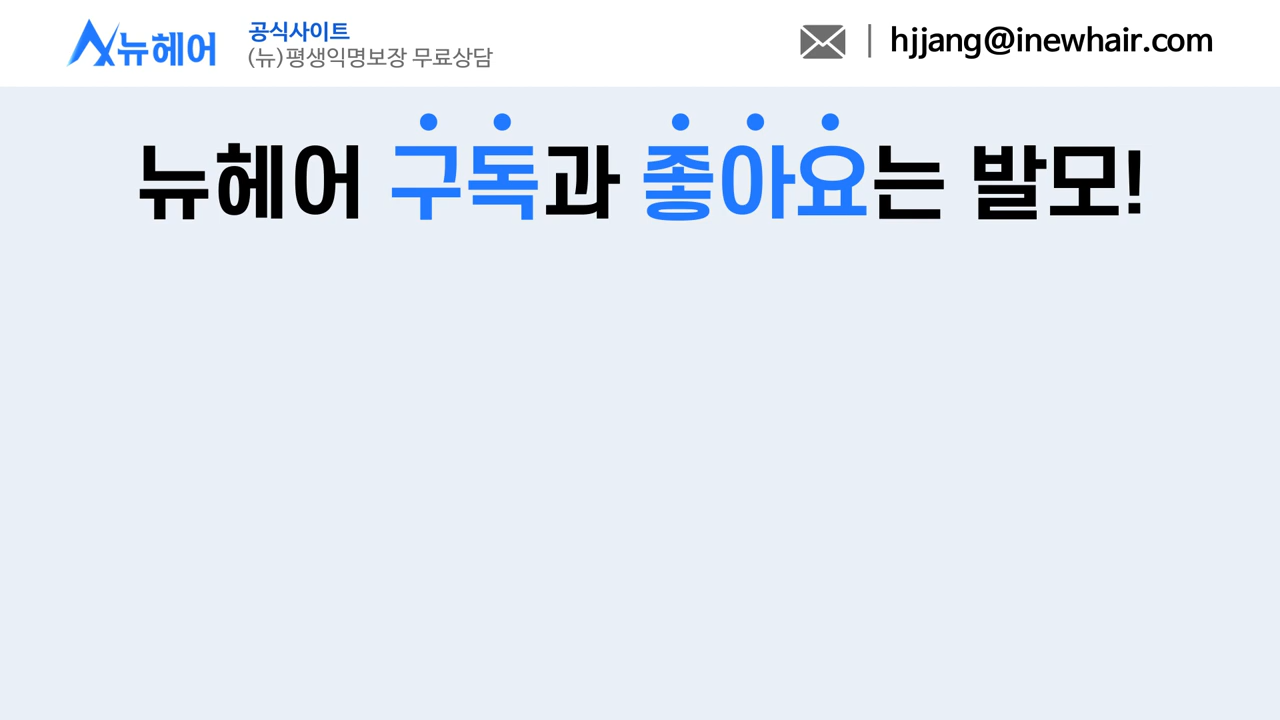 뉴헤어
공식사이트
(뉴)평생익명보장 무료상담
hjjang@inewhair.com
뉴헤어 구독과 좋아요는 발모!